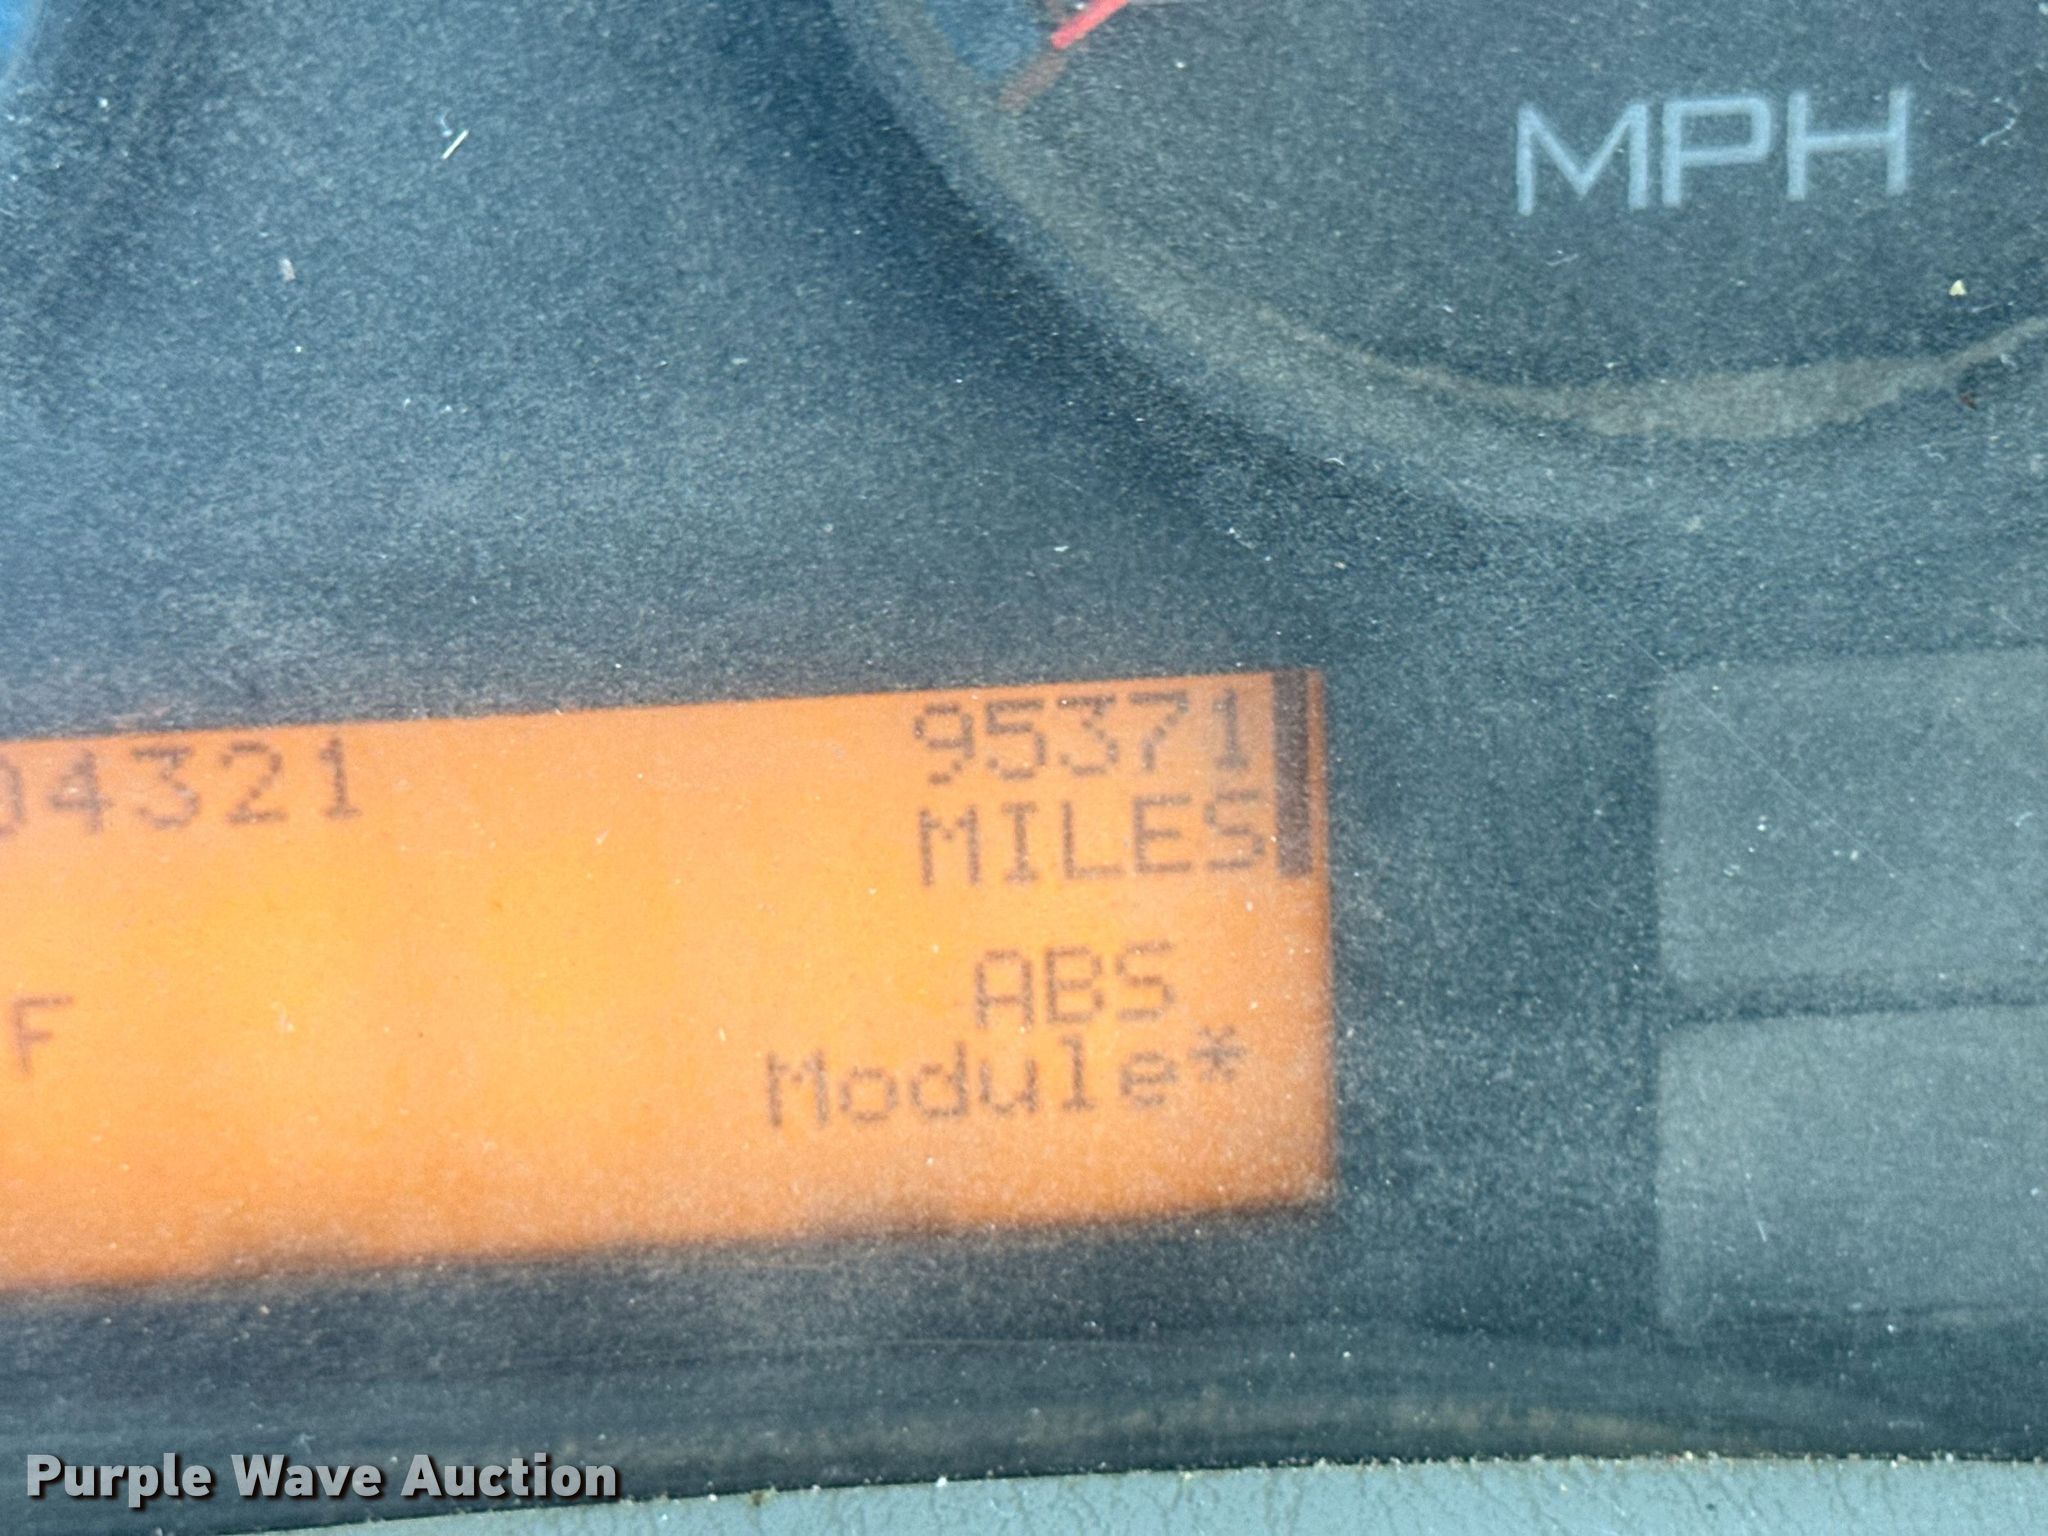 MPH
04321 95371
MILES
ABS
F Module*
Purple Wave Auction